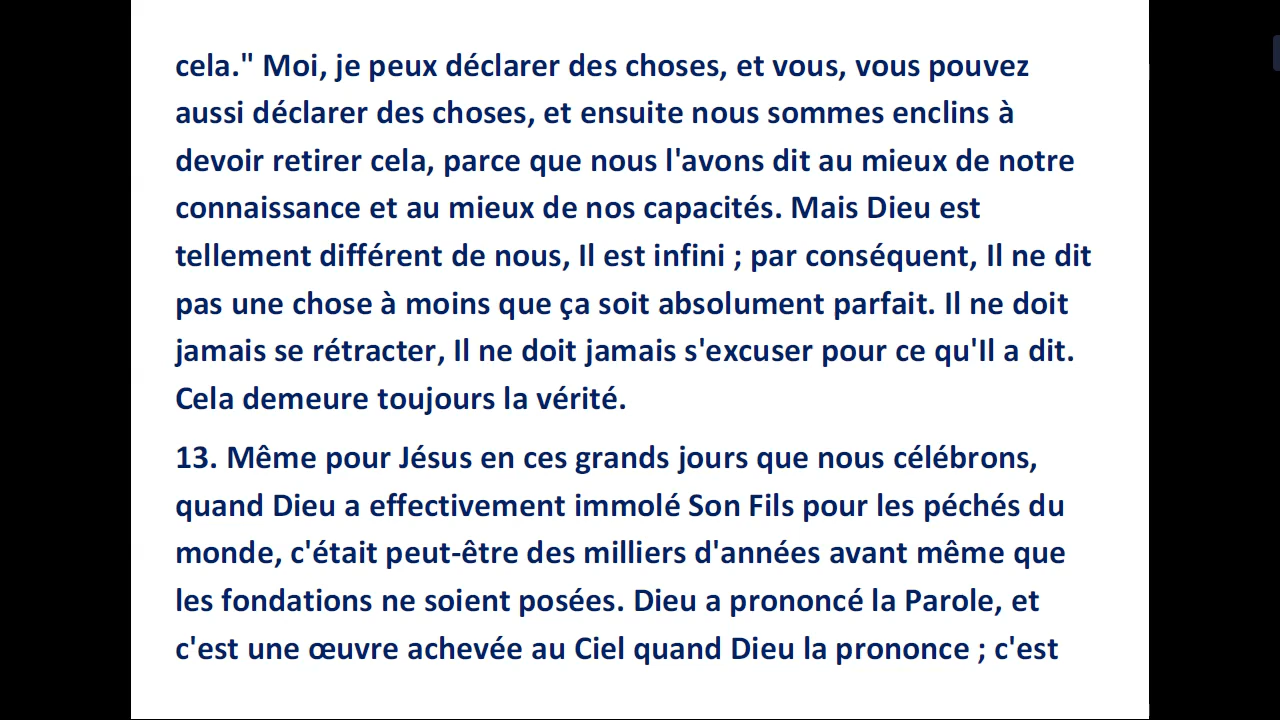 cela." Moi, je peux déclarer des choses, et vous, vous pouvez
aussi déclarer des choses, et ensuite nous sommes enclins à
devoir retirer cela, parce que nous l'avons dit au mieux de notre
connaissance et au mieux de nos capacités. Mais Dieu est
tellement différent de nous, Il est infini ; par conséquent, Il ne dit
pas une chose à moins que ça soit absolument parfait. Il ne doit
jamais se rétracter, Il ne doit jamais s'excuser pour ce qu'Il a dit.
Cela demeure toujours la vérité.
13. Même pour Jésus en ces grands jours que nous célébrons,
quand Dieu a effectivement immolé Son Fils pour les péchés du
monde, c'était peut-être des milliers d'années avant même que
les fondations ne soient posées. Dieu a prononcé la Parole, et
c'est une œuvre achevée au Ciel quand Dieu la prononce ; c'est